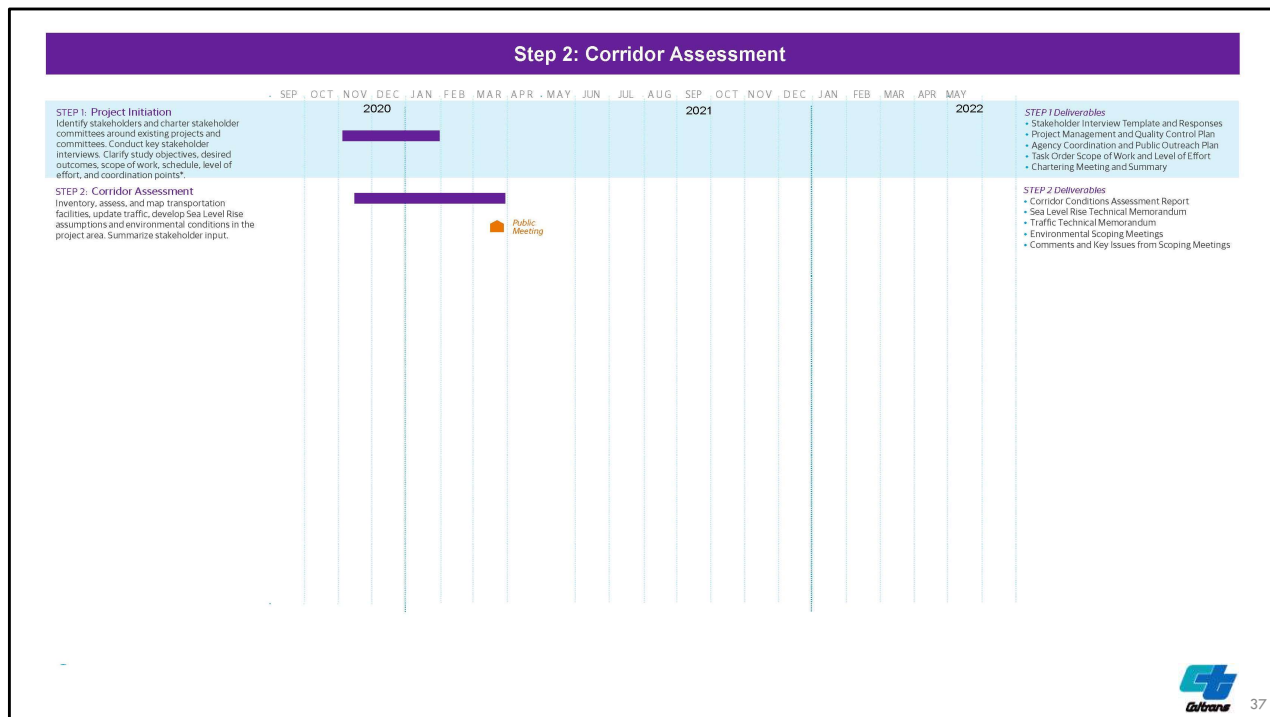 Step 2: Corridor Assessment
SEP OCT NOV DEC JAN FEB MAR APR MAY JUN JUL AUG SEP OCT NOV DEC JAN FEB MAR APR MAY
2020 2021 2022
STEP 1: Project Initiation
Identify stakeholders and charter stakeholder
committees around existing projects and
committees. Conduct key stakeholder
interviews. Clarify study objectives, desired
outcomes, scope of work, schedule, level of
effort, and coordination points*.
STEP 1 Deliverables
• Stakeholder Interview Template and Responses
• Project Management and Quality Control Plan
• Agency Coordination and Public Outreach Plan
• Task Order Scope of Work and Level of Effort
• Chartering Meeting and Summary
STEP 2: Corridor Assessment
Inventory, assess, and map transportation
facilities, update traffic, develop Sea Level Rise
assumptions and environmental conditions in the
project area. Summarize stakeholder input.
Public
Meeting
STEP 2 Deliverables
• Corridor Conditions Assessment Report
• Sea Level Rise Technical Memorandum
• Traffic Technical Memorandum
• Environmental Scoping Meetings
• Comments and Key Issues from Scoping Meetings
Caltrans
37